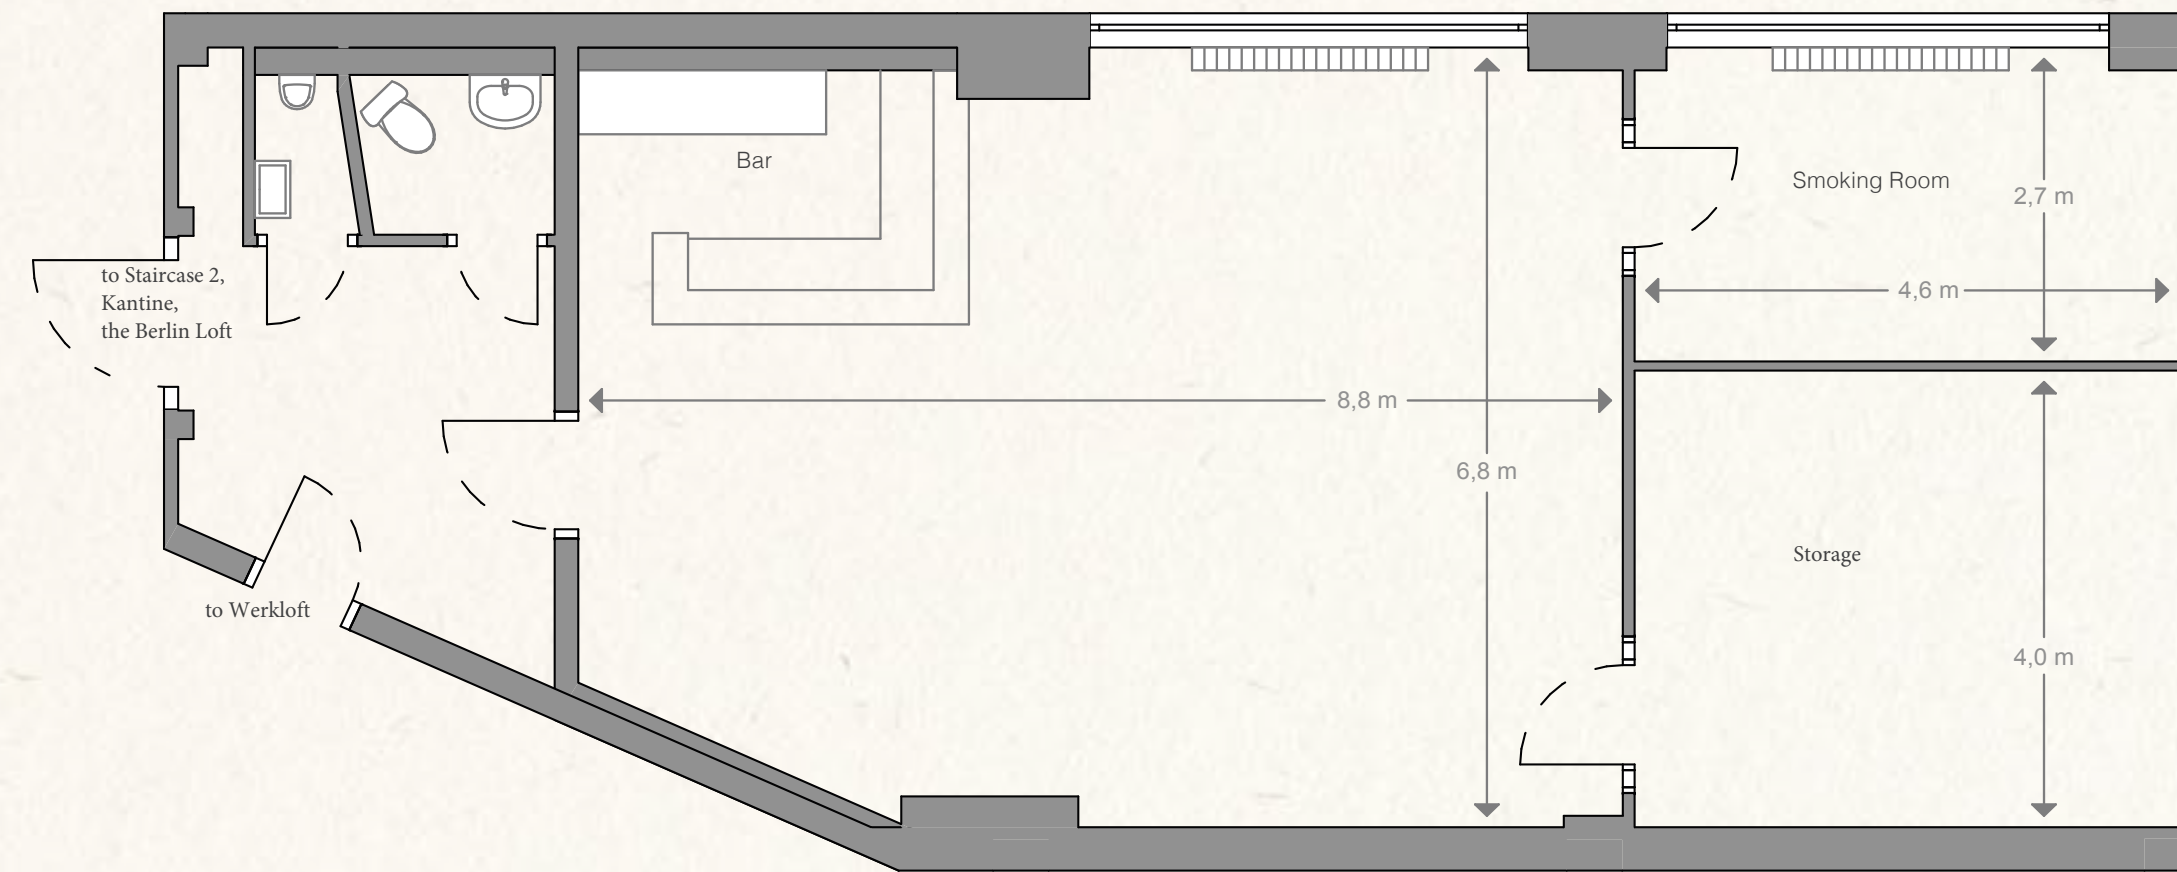 Bar
Smoking Room
2,7 m
to Staircase 2,
Kantine,
the Berlin Loft
4,6 m
8,8 m
6,8 m
Storage
to Werkloft
4,0 m